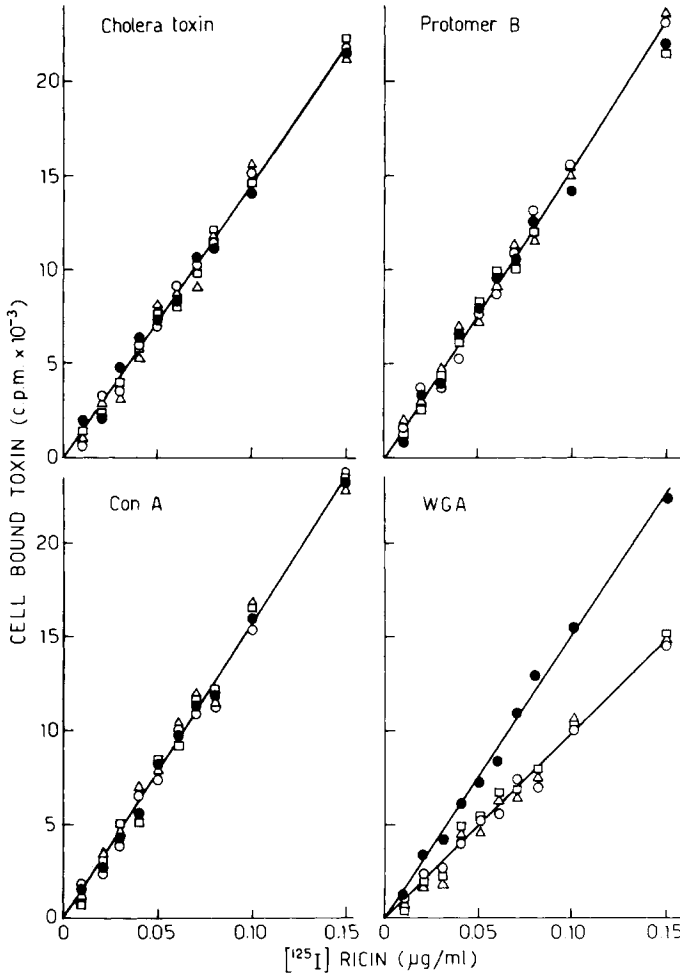 Cholera toxin
Protomer B
20
15
10
5
0
Con A
WGA
20
15
10
5
0
0 0.05 0.10 0.15
0 0.05 0.10 0.15
CELL BOUND TOXIN (c p.m × 10⁻³)
[¹²⁵I] RICIN (µg/ml)